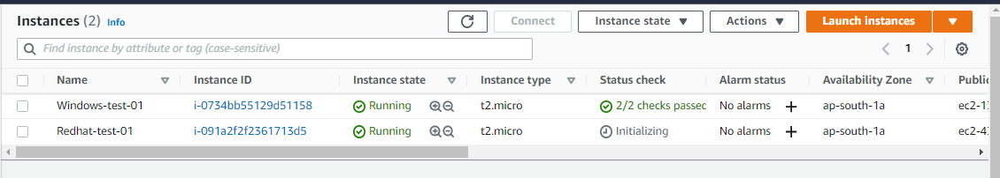 Instances (2) Info Connect Instance state Actions Launch instances
Find instance by attribute or tag (case-sensitive) 1
Name Instance ID Instance state Instance type Status check Alarm status Availability Zone Public
Windows-test-01 i-0734bb55129d51158 Running t2.micro 2/2 checks passed No alarms + ap-south-1a ec2-1
Redhat-test-01 i-091a2f2f2361713d5 Running t2.micro Initializing No alarms + ap-south-1a ec2-4